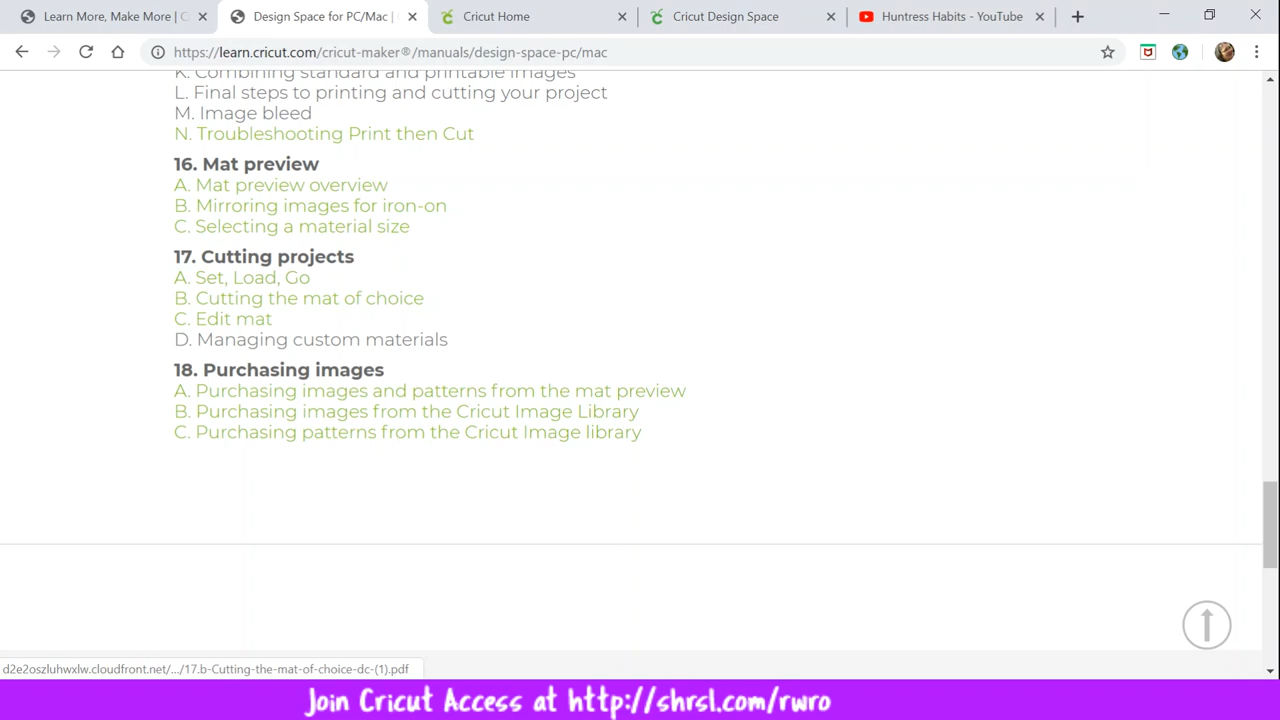 Learn More, Make More | C
Design Space for PC/Mac |
Cricut Home
Cricut Design Space
Huntress Habits - YouTube
https://learn.cricut.com/cricut-maker®/manuals/design-space-pc/mac
K. Combining standard and printable images
L. Final steps to printing and cutting your project
M. Image bleed
N. Troubleshooting Print then Cut
16. Mat preview
A. Mat preview overview
B. Mirroring images for iron-on
C. Selecting a material size
17. Cutting projects
A. Set, Load, Go
B. Cutting the mat of choice
C. Edit mat
D. Managing custom materials
18. Purchasing images
A. Purchasing images and patterns from the mat preview
B. Purchasing images from the Cricut Image Library
C. Purchasing patterns from the Cricut Image library
d2e2oszluhwxlw.cloudfront.net/.../17.b-Cutting-the-mat-of-choice-dc-(1).pdf
Join Cricut Access at http://shrsl.com/rwro